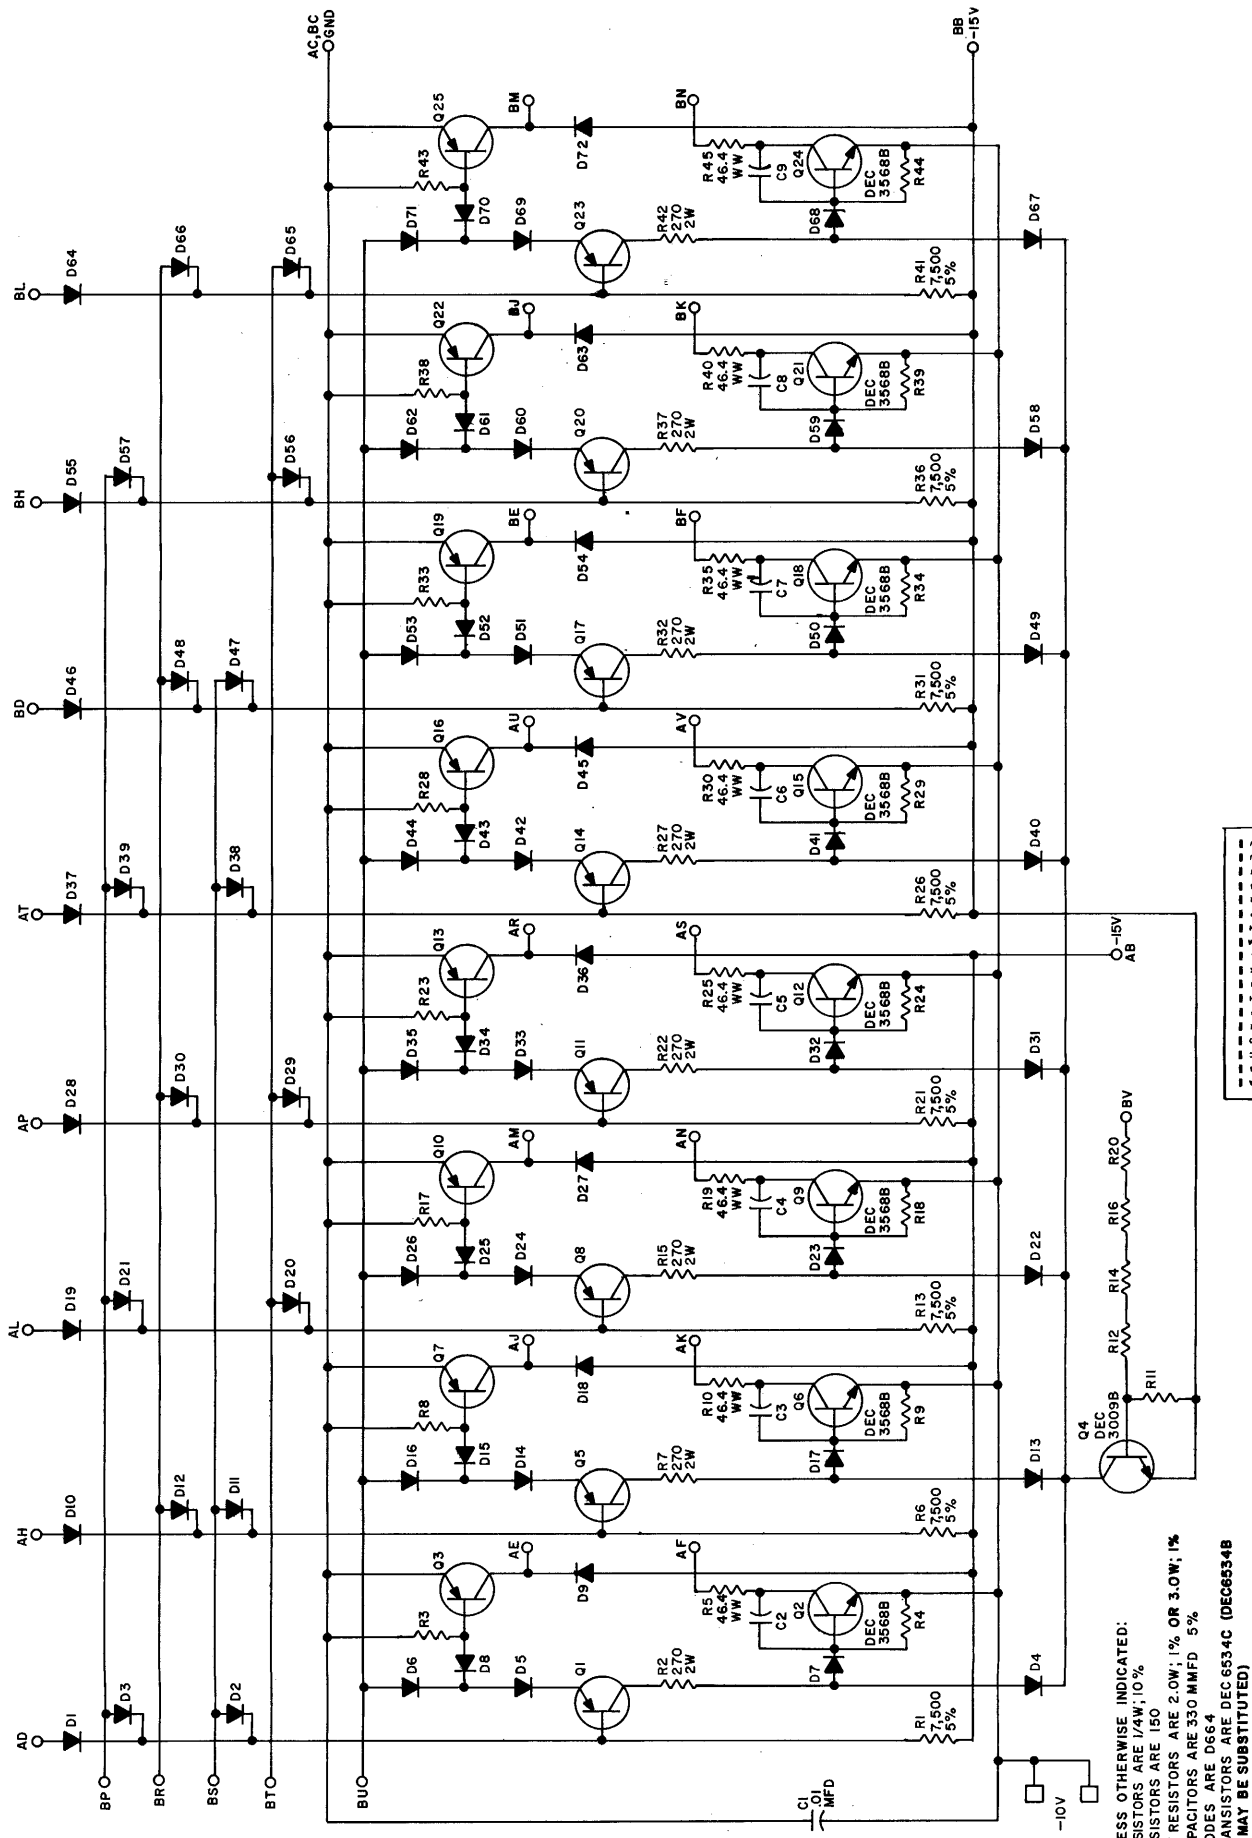 AC,BC
GND
BB
-15V
BL
D64
D66
D65
D71
R43
D70
D69
Q25
BM
D72
Q23
BN
R45
46.4
WW
C9
Q24
R42
270
2W
DEC
3568B
R44
D68
D67
R41
7,500
5%
BH
D55
D57
D56
D62
R38
D61
D60
Q22
BJ
D63
Q20
BK
R40
46.4
WW
C8
Q21
R37
270
2W
DEC
3568B
R39
D59
D58
R36
7,500
5%
BD
D46
D48
D47
D53
R33
D52
D51
Q19
BE
D54
Q17
BF
R35
46.4
WW
C7
Q18
R32
270
2W
DEC
3568B
R34
D50
D49
R31
7,500
5%
AT
D37
D39
D38
D44
R28
D43
D42
Q16
AU
D45
Q14
AV
R30
46.4
WW
C6
Q15
R27
270
2W
DEC
3568B
R29
D41
D40
R26
7,500
5%
AP
D28
D30
D29
D35
R23
D34
D33
Q13
AR
D36
Q11
AS
R25
46.4
WW
C5
Q12
R22
270
2W
DEC
3568B
R24
D32
D31
R21
7,500
5%
-15V
AB
AL
D19
D21
D20
D26
R17
D25
D24
Q10
AM
D27
Q8
AN
R19
46.4
WW
C4
Q9
R15
270
2W
DEC
3568B
R18
D23
D22
R13
7,500
5%
AH
D10
D12
D11
D16
R8
D15
D14
Q7
AJ
D18
Q5
AK
R10
46.4
WW
C3
Q6
R7
270
2W
DEC
3568B
R9
D17
D13
R6
7,500
5%
AD
D1
D3
D2
D6
R3
D8
D5
Q3
AE
D9
Q1
AF
R5
46.4
WW
C2
Q2
R2
270
2W
DEC
3568B
R4
D7
D4
R1
7,500
5%
BV
R20
R16
R14
R12
R11
Q4
DEC
3009B
BP
BR
BS
BT
BU
C1
.01
MFD
-10V
ESS OTHERWISE INDICATED:
SISTORS ARE 1/4W; 10%
SISTORS ARE 150
RESISTORS ARE 2.0W; 1% OR 3.0W; 1%
PACITORS ARE 330 MMFD 5%
ODES ARE D664
ANSISTORS ARE DEC 6534C (DEC6534B
MAY BE SUBSTITUTED)